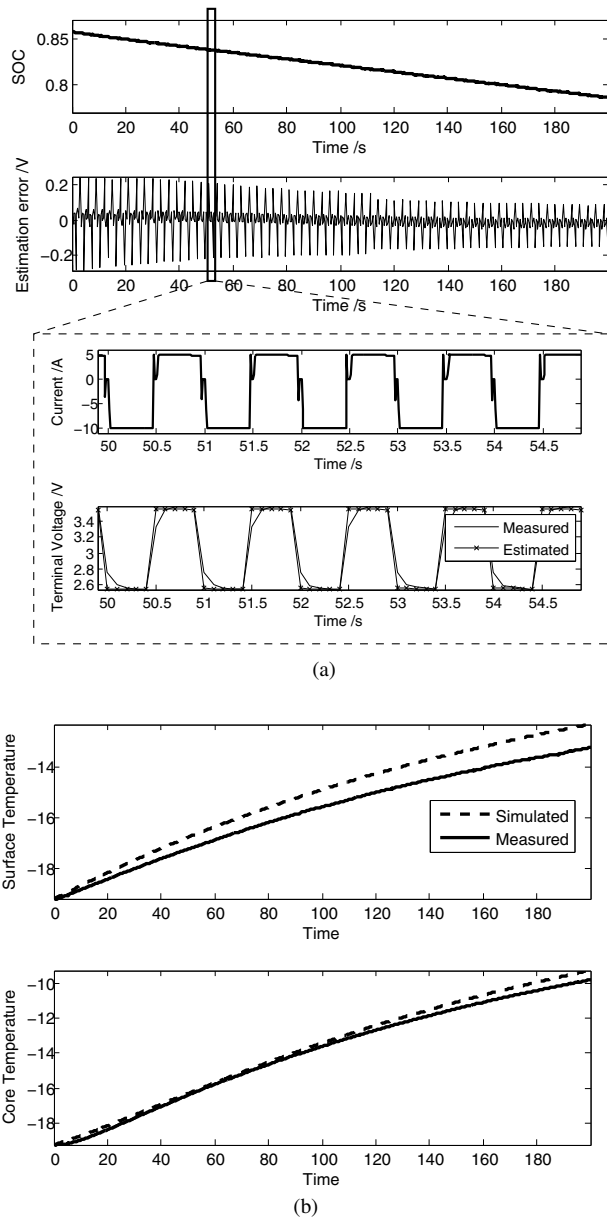 SOC
0.85
0.8
0 20 40 60 80 100 120 140 160 180
Time /s
Estimation error /V
0.2
0
−0.2
0 20 40 60 80 100 120 140 160 180
Time /s
Current /A
5
0
−5
−10
50 50.5 51 51.5 52 52.5 53 53.5 54 54.5
Time /s
Terminal Voltage /V
3.4
3.2
3
2.8
2.6
Measured
Estimated
50 50.5 51 51.5 52 52.5 53 53.5 54 54.5
Time /s
(a)
Surface Temperature
−14
−16
−18
Simulated
Measured
0 20 40 60 80 100 120 140 160 180
Time
Core Temperature
−10
−12
−14
−16
−18
0 20 40 60 80 100 120 140 160 180
Time
(b)